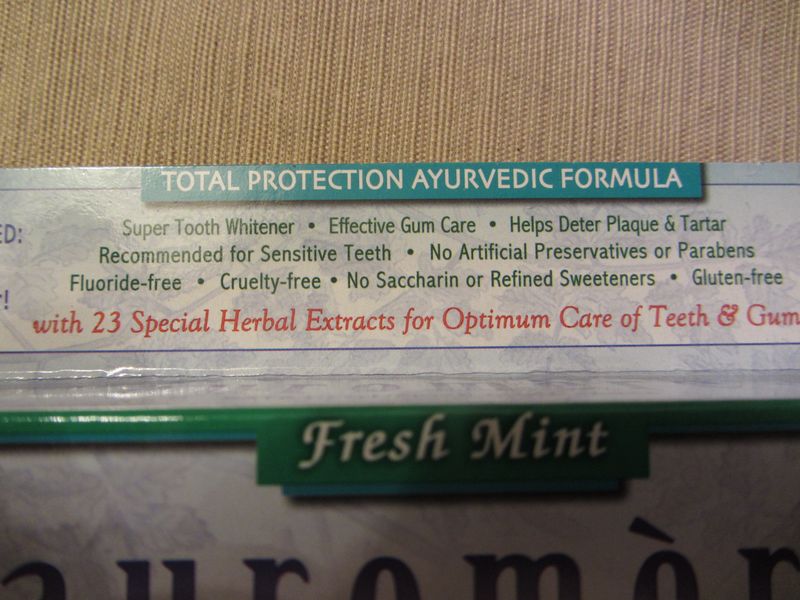 TOTAL PROTECTION AYURVEDIC FORMULA
Super Tooth Whitener • Effective Gum Care • Helps Deter Plaque & Tartar
ED:
Recommended for Sensitive Teeth • No Artificial Preservatives or Parabens
Fluoride-free • Cruelty-free • No Saccharin or Refined Sweeteners • Gluten-free
!
with 23 Special Herbal Extracts for Optimum Care of Teeth & Gum
Fresh Mint
auromèr